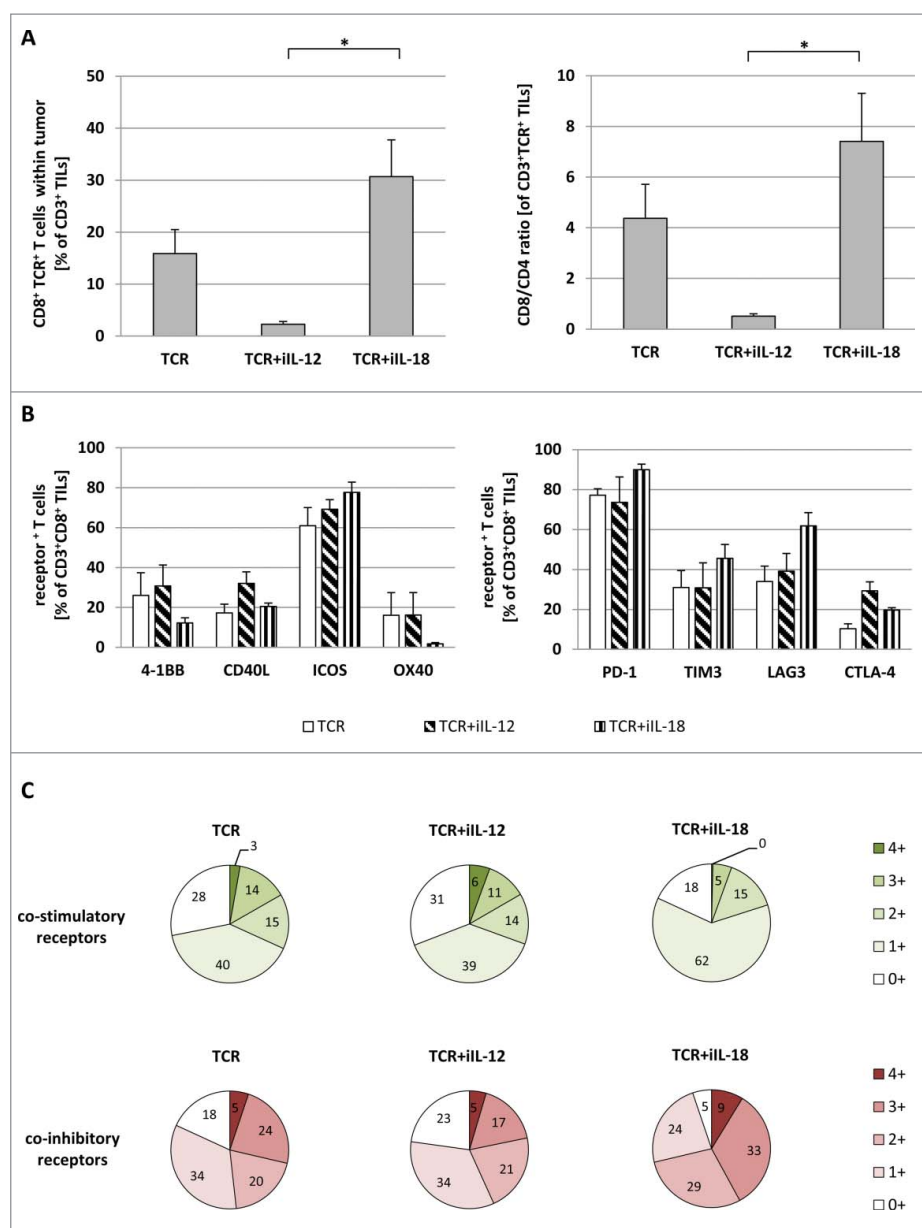 A
*
50
40
30
20
10
0
CD8⁺ TCR⁺ T cells within tumor
[% of CD3⁺ TILs]
TCR
TCR+iIL-12
TCR+iIL-18
*
10
8
6
4
2
0
CD8/CD4 ratio [of CD3⁺TCR⁺ TILs]
TCR
TCR+iIL-12
TCR+iIL-18
B
100
80
60
40
20
0
receptor ⁺ T cells
[% of CD3⁺CD8⁺ TILs]
4-1BB
CD40L
ICOS
OX40
100
80
60
40
20
0
receptor ⁺ T cells
[% of CD3⁺CD8⁺ TILs]
PD-1
TIM3
LAG3
CTLA-4
TCR
TCR+iIL-12
TCR+iIL-18
C
co-stimulatory
receptors
TCR
3
14
15
40
28
TCR+iIL-12
6
11
14
39
31
TCR+iIL-18
0
5
15
62
18
4+
3+
2+
1+
0+
co-inhibitory
receptors
TCR
5
24
20
34
18
TCR+iIL-12
5
17
21
34
23
TCR+iIL-18
9
33
29
24
5
4+
3+
2+
1+
0+